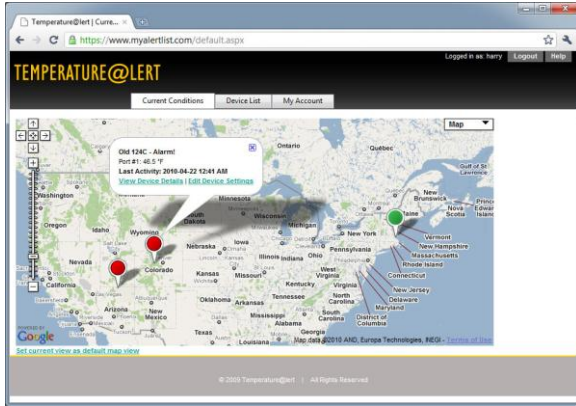 Temperature@lert | Curre...
https://www.myalertlist.com/default.aspx
Logged in as: harry
Logout
Help
TEMPERATURE@LERT
Current Conditions
Device List
My Account
Map
Old 124C - Alarm!
Port #1: 46.5 °F
Last Activity: 2010-04-22 12:41 AM
View Device Details | Edit Device Settings
Ontario
Québec
Gulf of St Lawrence
Washington
Minnesota
New Brunswick
Prince Edward Island
Nova Scotia
Maine
South Dakota
Wisconsin
Michigan
Oregon
Idaho
Wyoming
New York
Vermont
New Hampshire
Massachusetts
Rhode Island
Nebraska
Iowa
Illinois
Indiana
Ohio
Pennsylvania
Connecticut
Nevada
Colorado
Kansas
Missouri
West Virginia
New Jersey
California
Kentucky
Virginia
Delaware
Maryland
Arizona
New Mexico
Oklahoma
Arkansas
Tennessee
North Carolina
District of Columbia
Mississippi
Alabama
South Carolina
Texas
Louisiana
Georgia
POWERED BY
Google
Map data ©2010 AND, Europa Technologies, INEGI - Terms of Use
Set current view as default map view
© 2009 Temperature@lert | All Rights Reserved